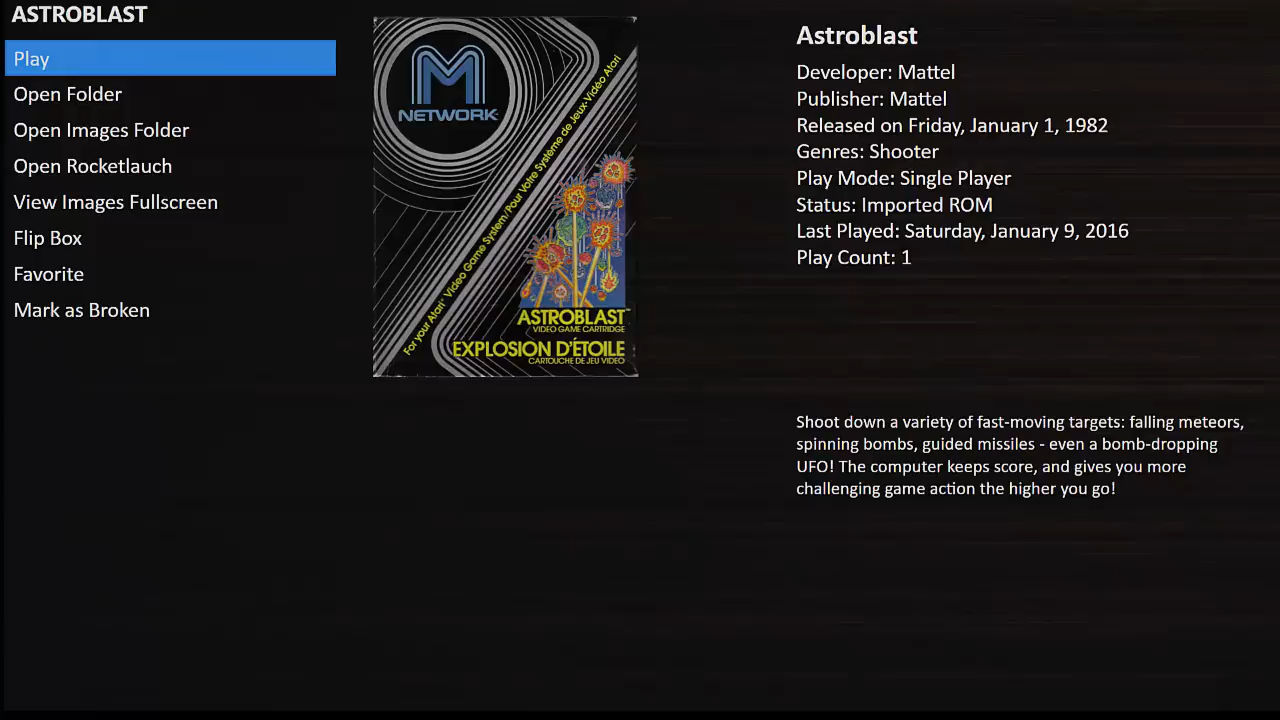 ASTROBLAST
Play
Open Folder
Open Images Folder
Open Rocketlauch
View Images Fullscreen
Flip Box
Favorite
Mark as Broken
M
NETWORK
For your Atari® Video Game System/Pour Votre Système de Jeux-Vidéo Atari
ASTROBLAST™
VIDEO GAME CARTRIDGE
EXPLOSION D'ÉTOILE
CARTOUCHE DE JEU VIDEO
Astroblast
Developer: Mattel
Publisher: Mattel
Released on Friday, January 1, 1982
Genres: Shooter
Play Mode: Single Player
Status: Imported ROM
Last Played: Saturday, January 9, 2016
Play Count: 1
Shoot down a variety of fast-moving targets: falling meteors,
spinning bombs, guided missiles - even a bomb-dropping
UFO! The computer keeps score, and gives you more
challenging game action the higher you go!